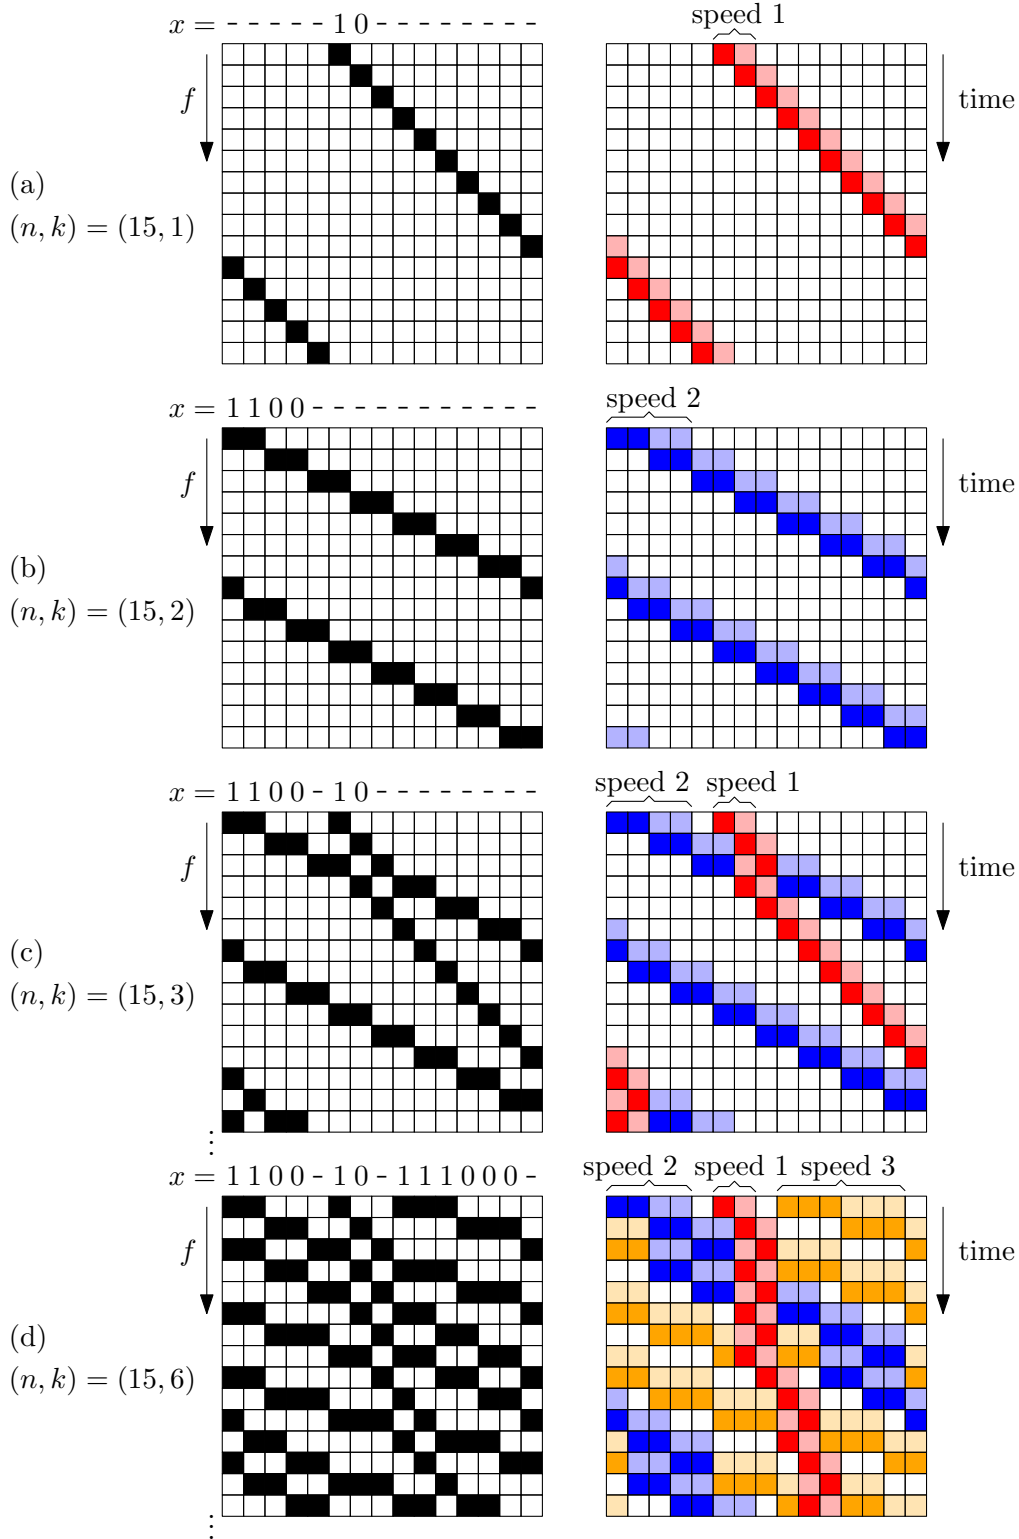 x = - - - - - 1 0 - - - - - - - -
speed 1
f
time
(a)
(n, k) = (15, 1)
x = 1 1 0 0 - - - - - - - - - - -
speed 2
f
time
(b)
(n, k) = (15, 2)
x = 1 1 0 0 - 1 0 - - - - - - - -
speed 2 speed 1
f
time
(c)
(n, k) = (15, 3)
⋮
x = 1 1 0 0 - 1 0 - 1 1 1 0 0 0 -
speed 2 speed 1 speed 3
f
time
(d)
(n, k) = (15, 6)
⋮